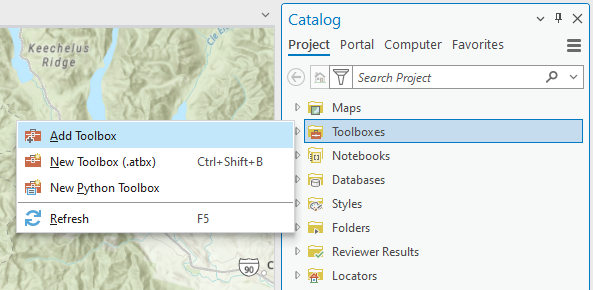 Keechelus
Ridge
Cle E
90
C
Add Toolbox
New Toolbox (.atbx) Ctrl+Shift+B
New Python Toolbox
Refresh F5
Catalog
Project Portal Computer Favorites
Search Project
Maps
Toolboxes
Notebooks
Databases
Styles
Folders
Reviewer Results
Locators